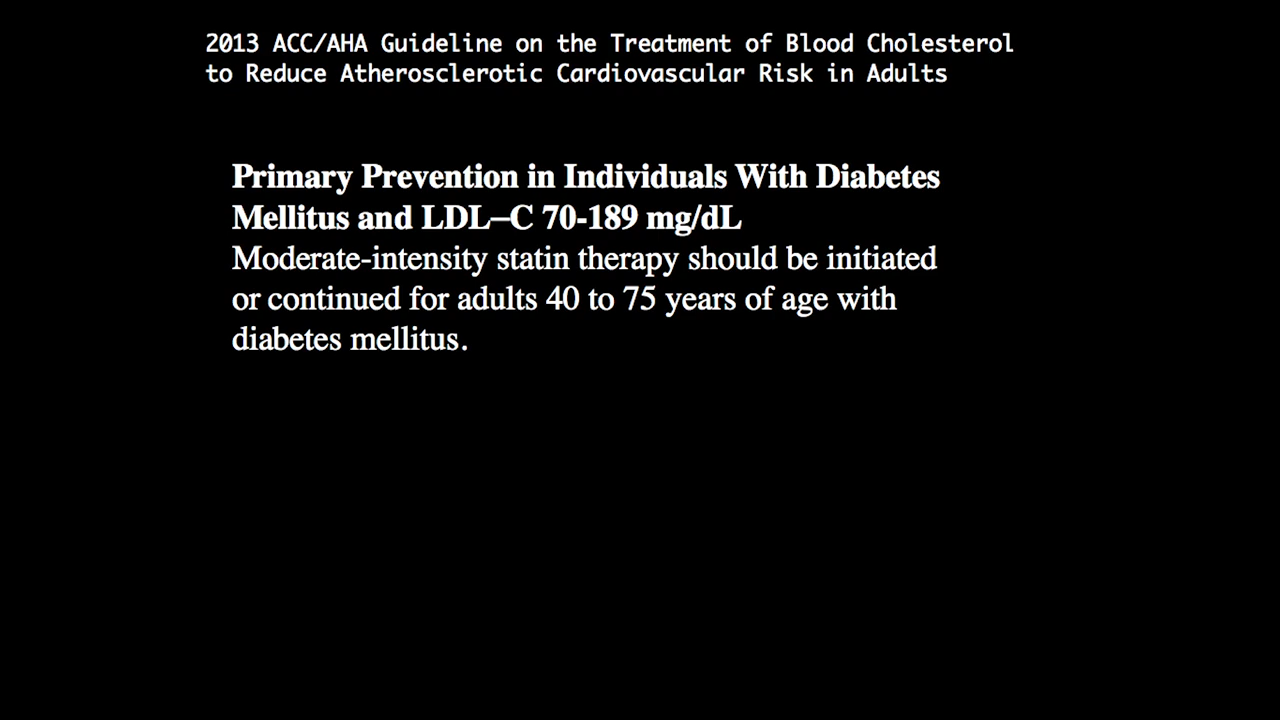 2013 ACC/AHA Guideline on the Treatment of Blood Cholesterol
to Reduce Atherosclerotic Cardiovascular Risk in Adults
Primary Prevention in Individuals With Diabetes
Mellitus and LDL–C 70-189 mg/dL
Moderate-intensity statin therapy should be initiated
or continued for adults 40 to 75 years of age with
diabetes mellitus.